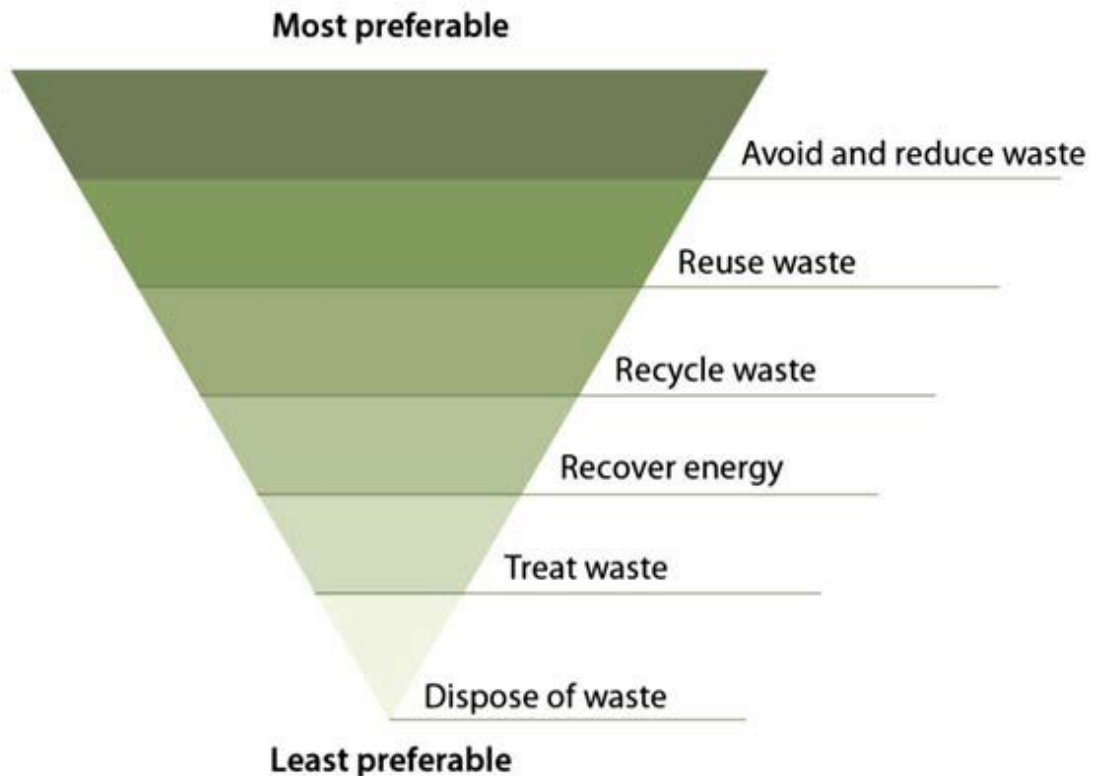 Most preferable
Avoid and reduce waste
Reuse waste
Recycle waste
Recover energy
Treat waste
Dispose of waste
Least preferable